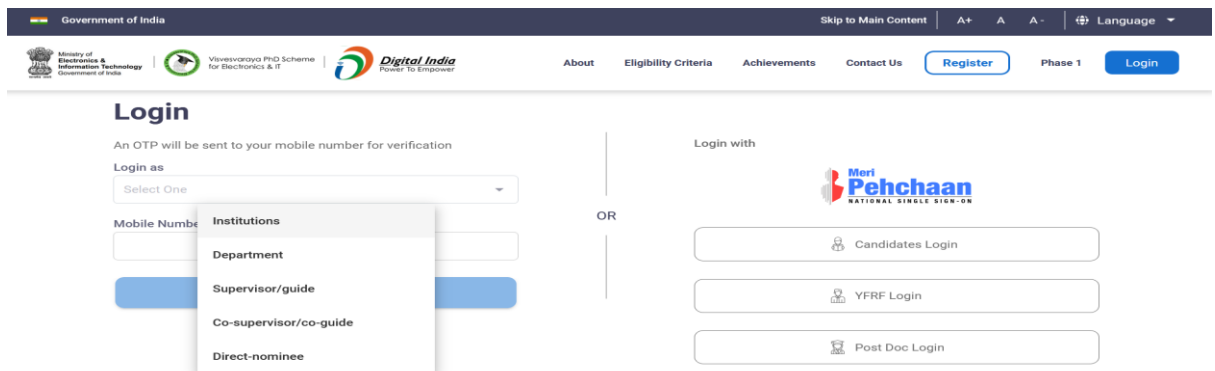 Government of India
Skip to Main Content
A+ A A-
Language
Ministry of
Electronics &
Information Technology
Government of India
Visvesvaraya PhD Scheme
for Electronics & IT
Digital India
Power To Empower
About Eligibility Criteria Achievements Contact Us Register Phase 1 Login
Login
An OTP will be sent to your mobile number for verification
Login as
Select One
Mobile Numbe
Institutions
Department
Supervisor/guide
Co-supervisor/co-guide
Direct-nominee
OR
Login with
Meri
Pehchaan
NATIONAL SINGLE SIGN-ON
Candidates Login
YFRF Login
Post Doc Login